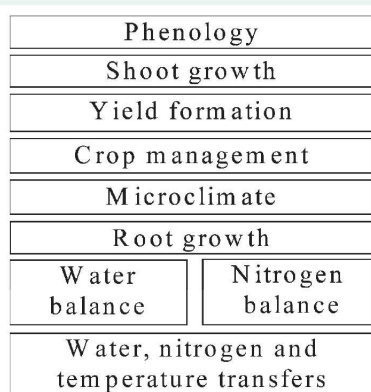 Phenology
Shoot growth
Yield formation
Crop management
Microclimate
Root growth
Water
balance
Nitrogen
balance
Water, nitrogen and
temperature transfers